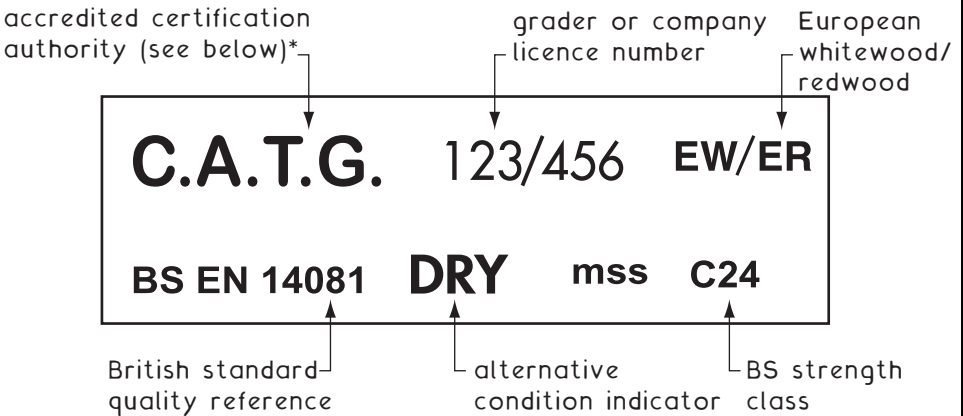 accredited certification
authority (see below)*
grader or company
licence number
European
whitewood/
redwood
C.A.T.G. 123/456 EW/ER
BS EN 14081 DRY mss C24
British standard
quality reference
alternative
condition indicator
BS strength
class